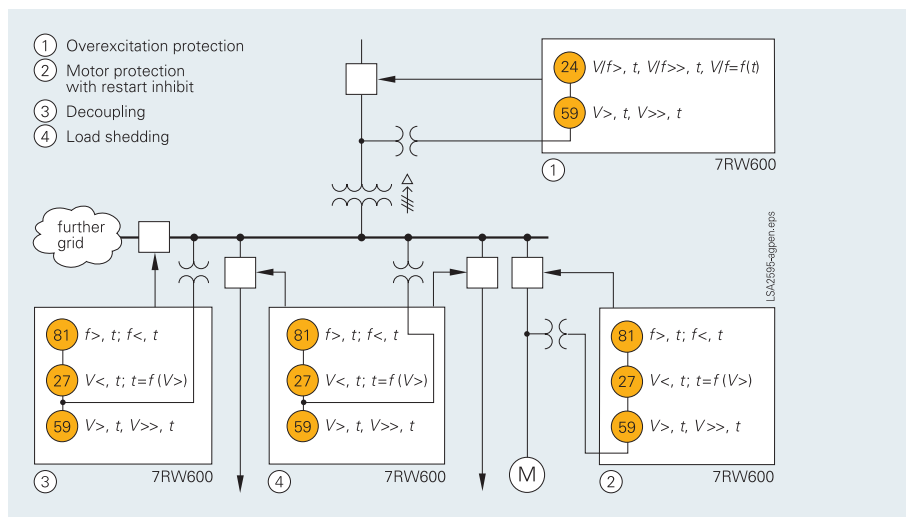 1 Overexcitation protection
2 Motor protection
with restart inhibit
3 Decoupling
4 Load shedding
24 V/f>, t, V/f>>, t, V/f=f(t)
59 V>, t, V>>, t
1
7RW600
further
grid
LSA2595-agpen.eps
81 f>, t; f<, t
27 V<, t; t=f (V>)
59 V>, t, V>>, t
3
7RW600
81 f>, t; f<, t
27 V<, t; t=f (V>)
59 V>, t, V>>, t
4
7RW600
M
81 f>, t; f<, t
27 V<, t; t=f (V>)
59 V>, t, V>>, t
2
7RW600